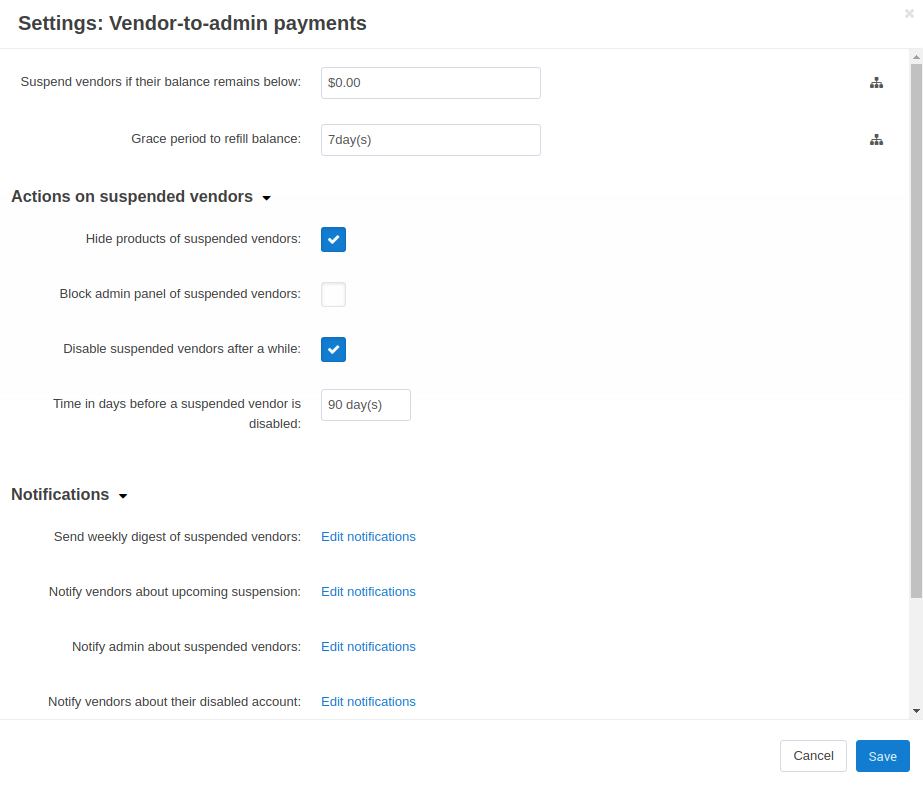 Settings: Vendor-to-admin payments
Suspend vendors if their balance remains below: $0.00
Grace period to refill balance: 7day(s)
Actions on suspended vendors
Hide products of suspended vendors:
Block admin panel of suspended vendors:
Disable suspended vendors after a while:
Time in days before a suspended vendor is 90 day(s)
disabled:
Notifications
Send weekly digest of suspended vendors: Edit notifications
Notify vendors about upcoming suspension: Edit notifications
Notify admin about suspended vendors: Edit notifications
Notify vendors about their disabled account: Edit notifications
Cancel Save